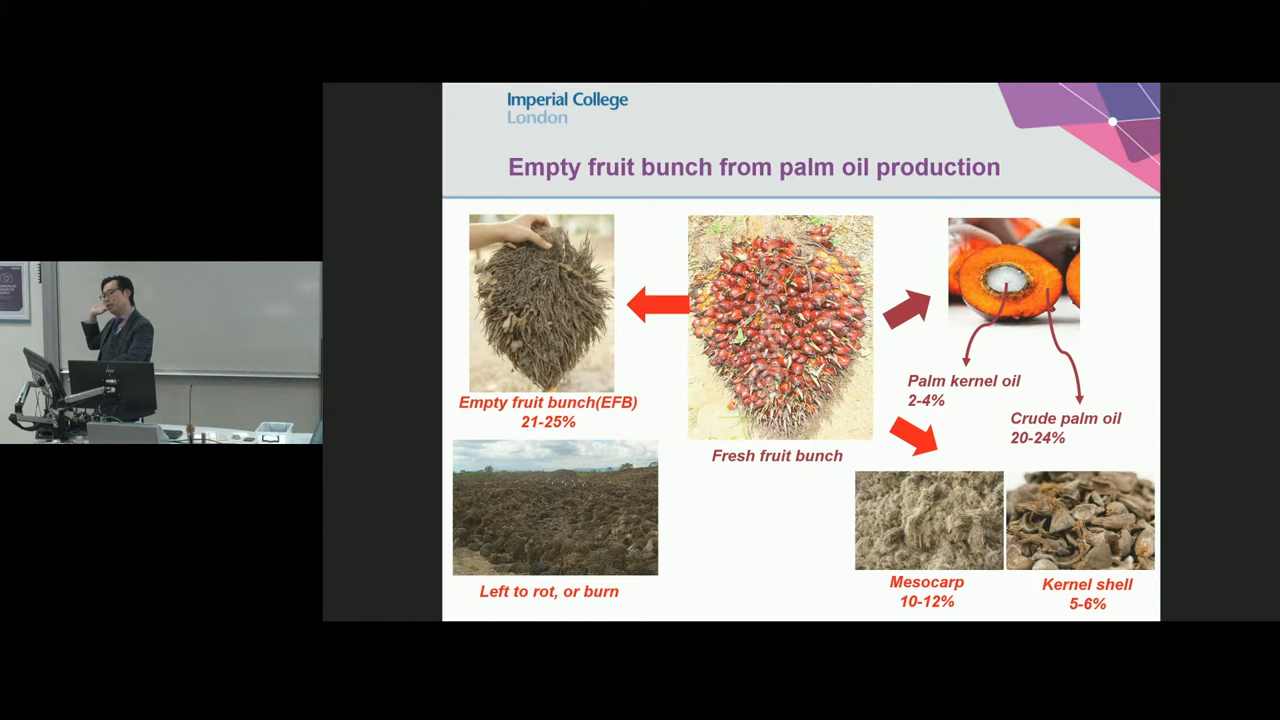 Imperial College
London
Empty fruit bunch from palm oil production
Empty fruit bunch(EFB)
21-25%
Left to rot, or burn
Fresh fruit bunch
Palm kernel oil
2-4%
Crude palm oil
20-24%
Mesocarp
10-12%
Kernel shell
5-6%